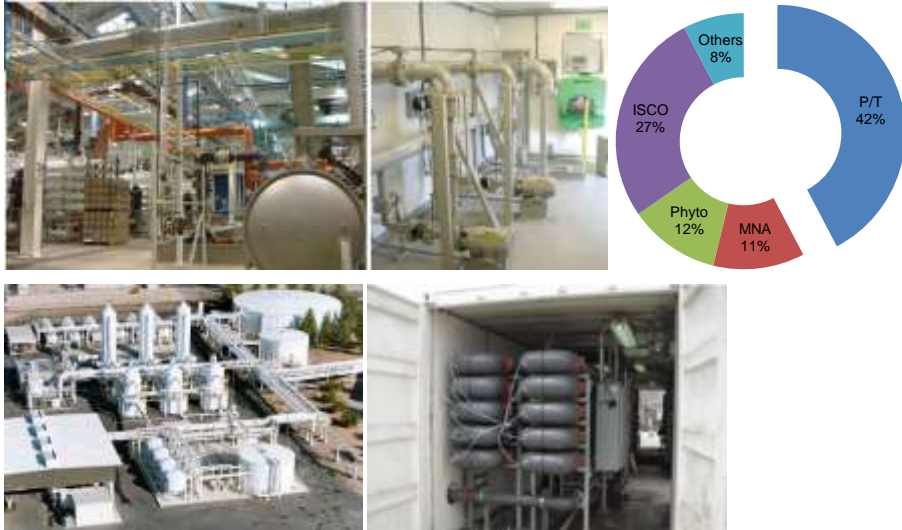 Others
8%
P/T
42%
ISCO
27%
Phyto
12%
MNA
11%